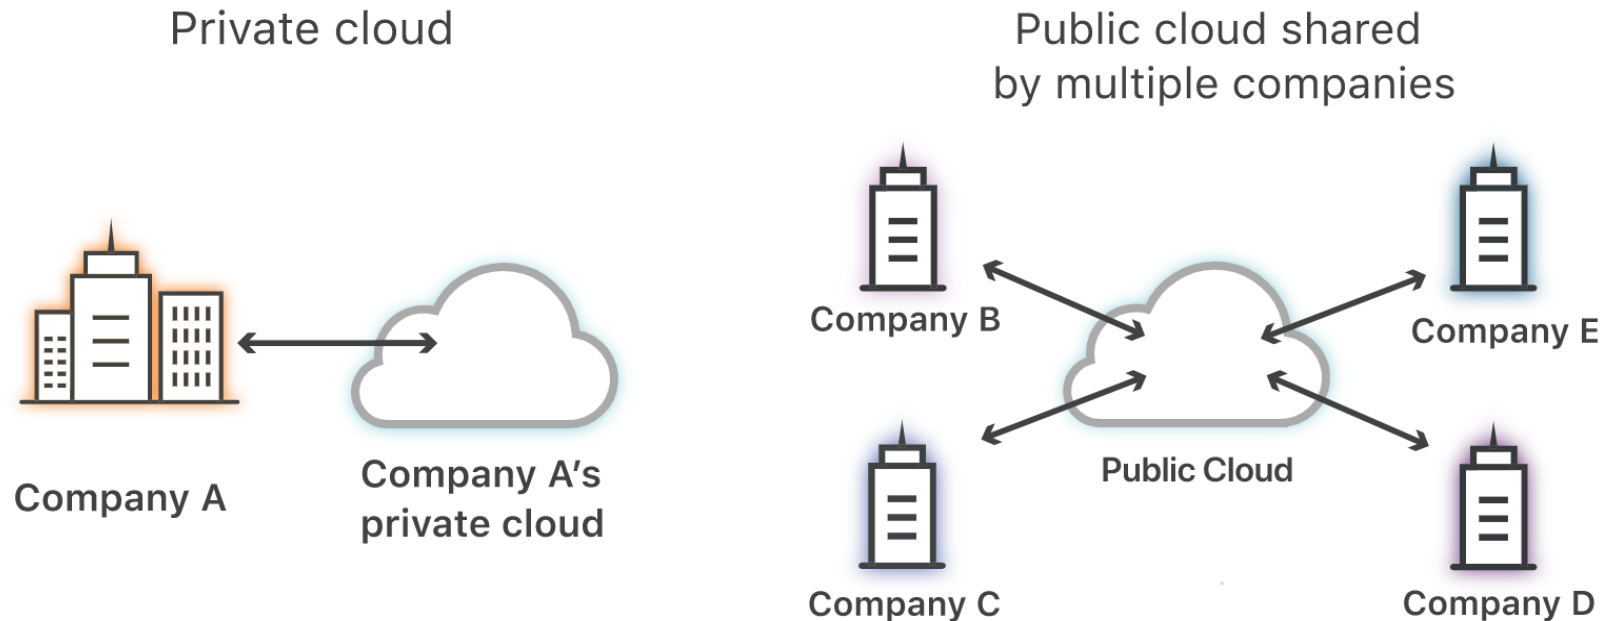 Private cloud
Company A
Company A’s
private cloud
Public cloud shared
by multiple companies
Company B
Company E
Public Cloud
Company C
Company D